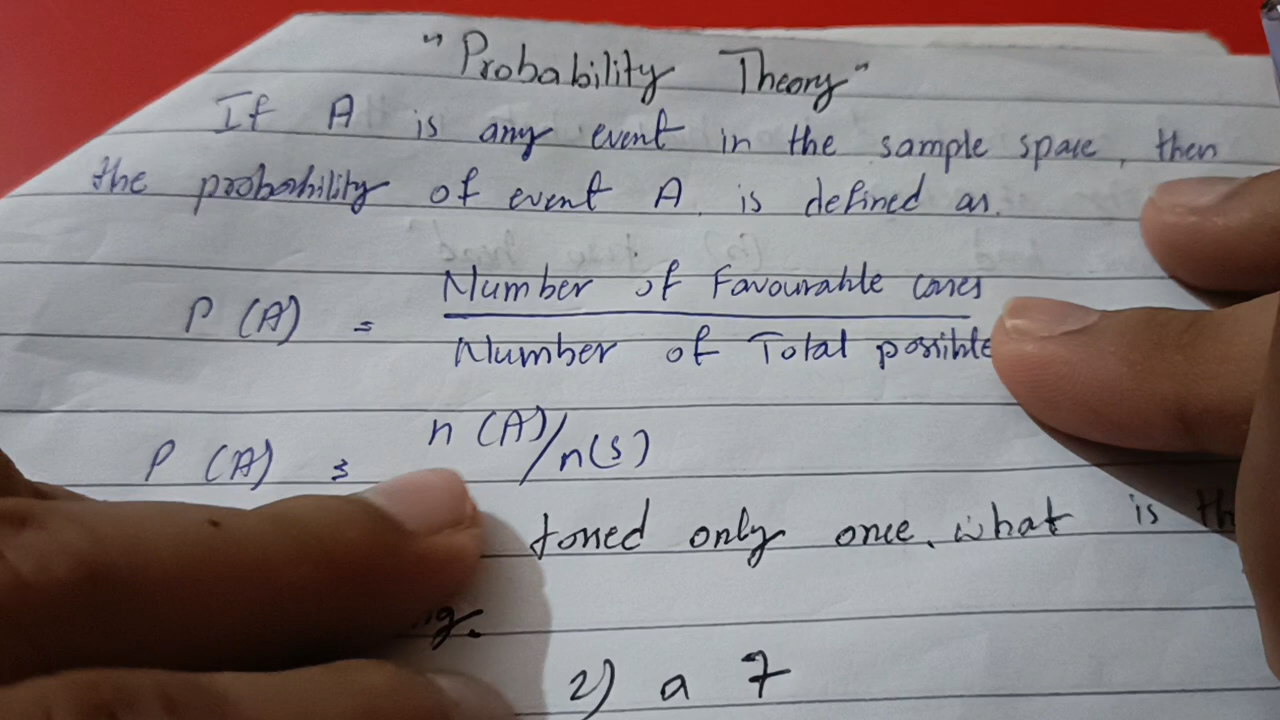 "Probability Theory"
If A is any event in the sample space, then
the probability of event A. is defined as.
P (A) = Number of Favourable cases
Number of Total possible
P (A) = n (A)/n(s)
tossed only once. what is
2) a 7